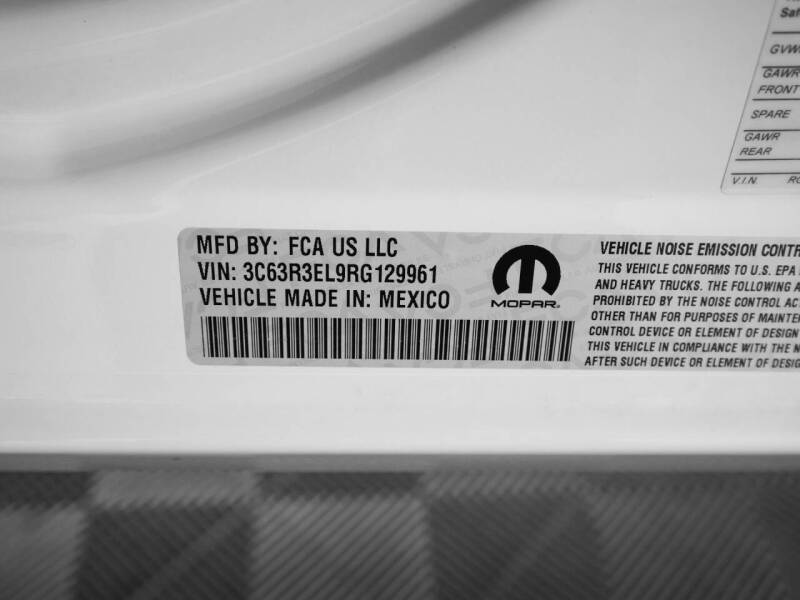 Saf
GVW
GAWR
FRONT
SPARE
GAWR
REAR
V.I.N.
MFD BY: FCA US LLC
VIN: 3C63R3EL9RG129961
VEHICLE MADE IN: MEXICO
MOPAR
VEHICLE NOISE EMISSION CONTR
THIS VEHICLE CONFORMS TO U.S. EPA
AND HEAVY TRUCKS. THE FOLLOWING A
PROHIBITED BY THE NOISE CONTROL AC
OTHER THAN FOR PURPOSES OF MAINTE
CONTROL DEVICE OR ELEMENT OF DESIGN
THIS VEHICLE IN COMPLIANCE WITH THE N
AFTER SUCH DEVICE OR ELEMENT OF DESIG